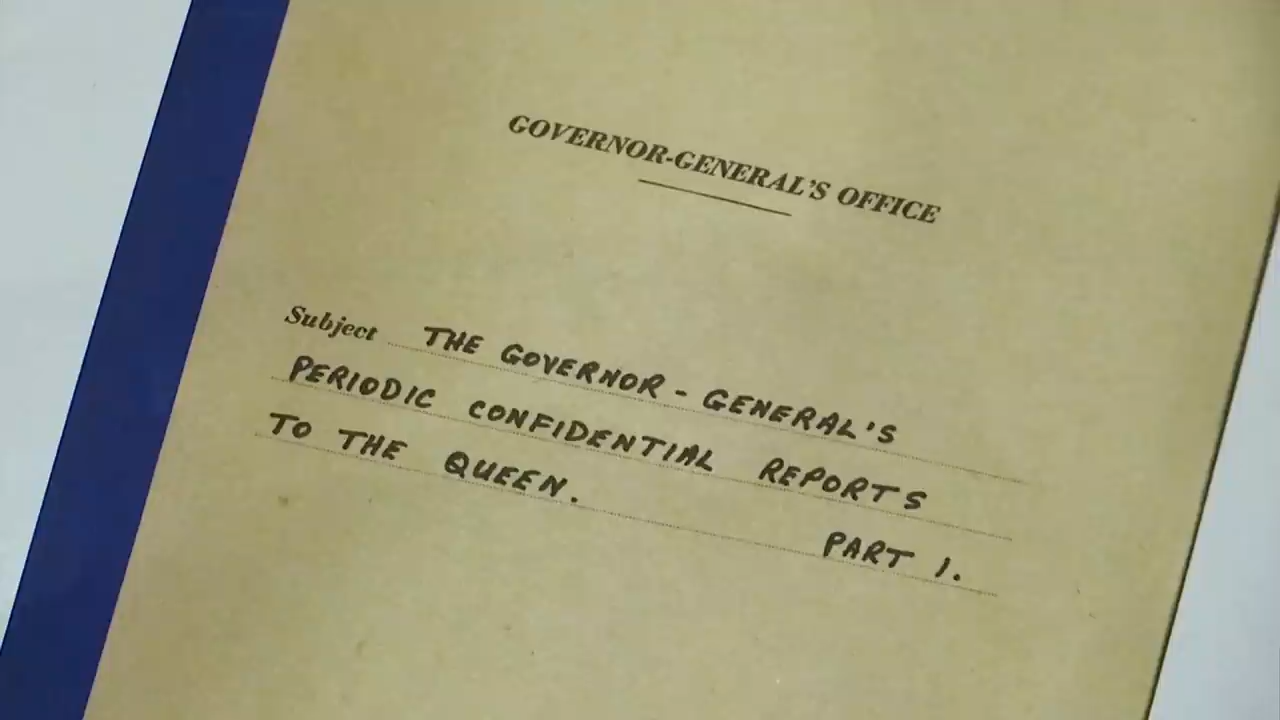 GOVERNOR-GENERAL'S OFFICE
Subject THE GOVERNOR - GENERAL'S
PERIODIC CONFIDENTIAL REPORTS
TO THE QUEEN.
PART 1.